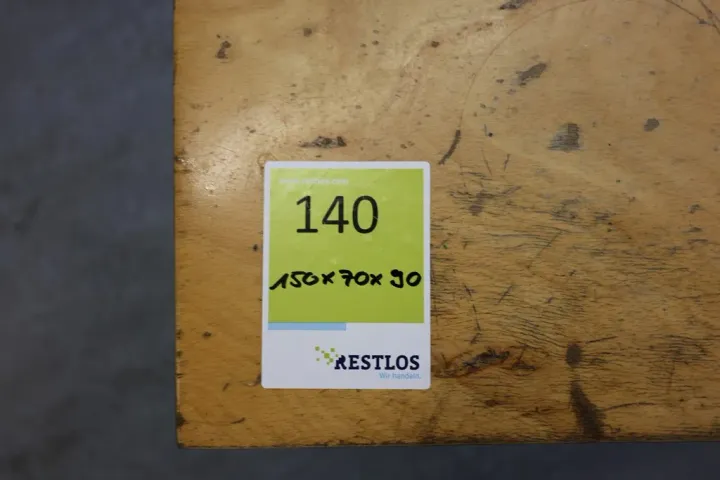 140
150x70x90
RESTLOS
Wir handeln.